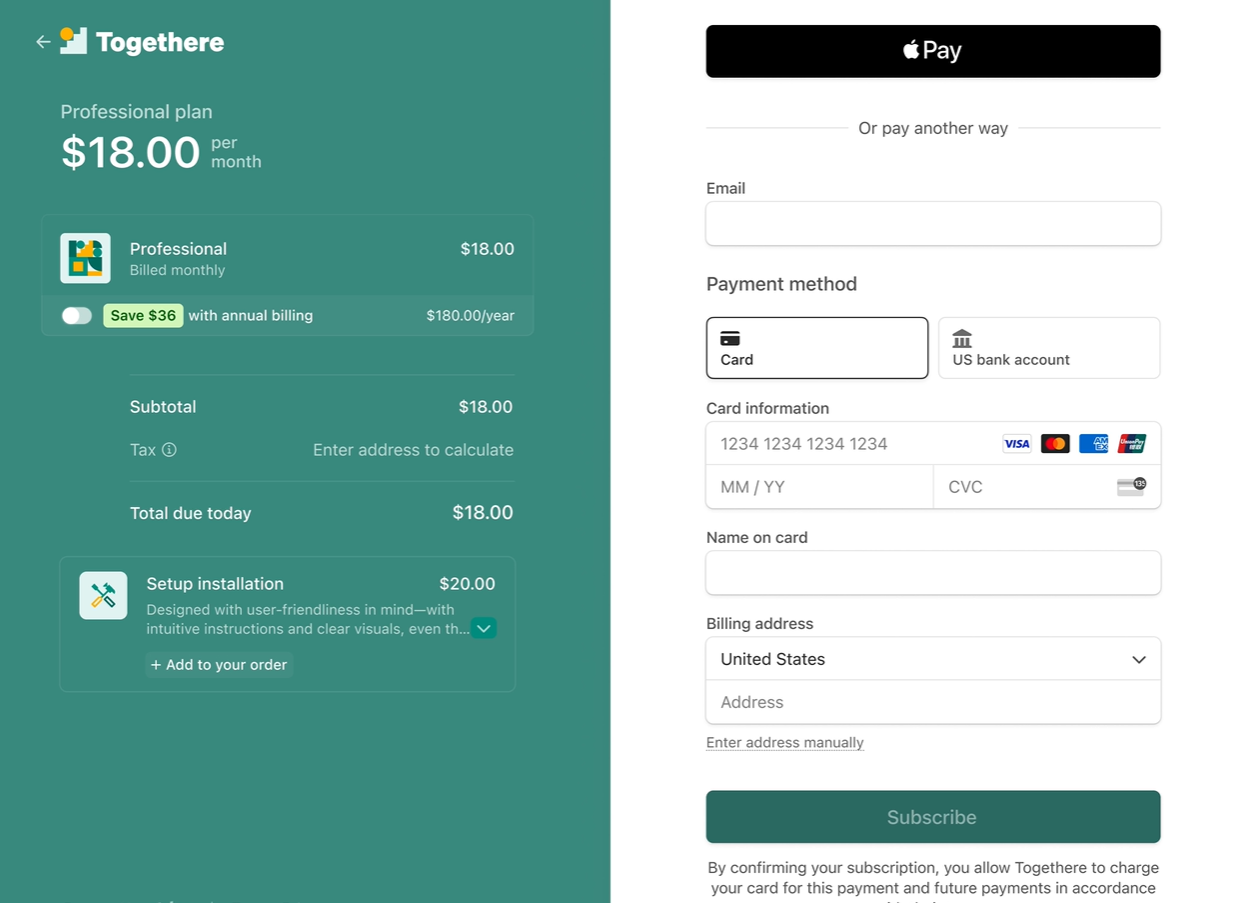 Togethere
Professional plan
$18.00 per
month
Professional $18.00
Billed monthly
Save $36 with annual billing $180.00/year
Subtotal $18.00
Tax Enter address to calculate
Total due today $18.00
Setup installation $20.00
Designed with user-friendliness in mind—with
intuitive instructions and clear visuals, even th...
+ Add to your order
Pay
Or pay another way
Email
Payment method
Card
US bank account
Card information
1234 1234 1234 1234 VISA AMEX UnionPay
MM / YY CVC 135
Name on card
Billing address
United States
Address
Enter address manually
Subscribe
By confirming your subscription, you allow Togethere to charge
your card for this payment and future payments in accordance